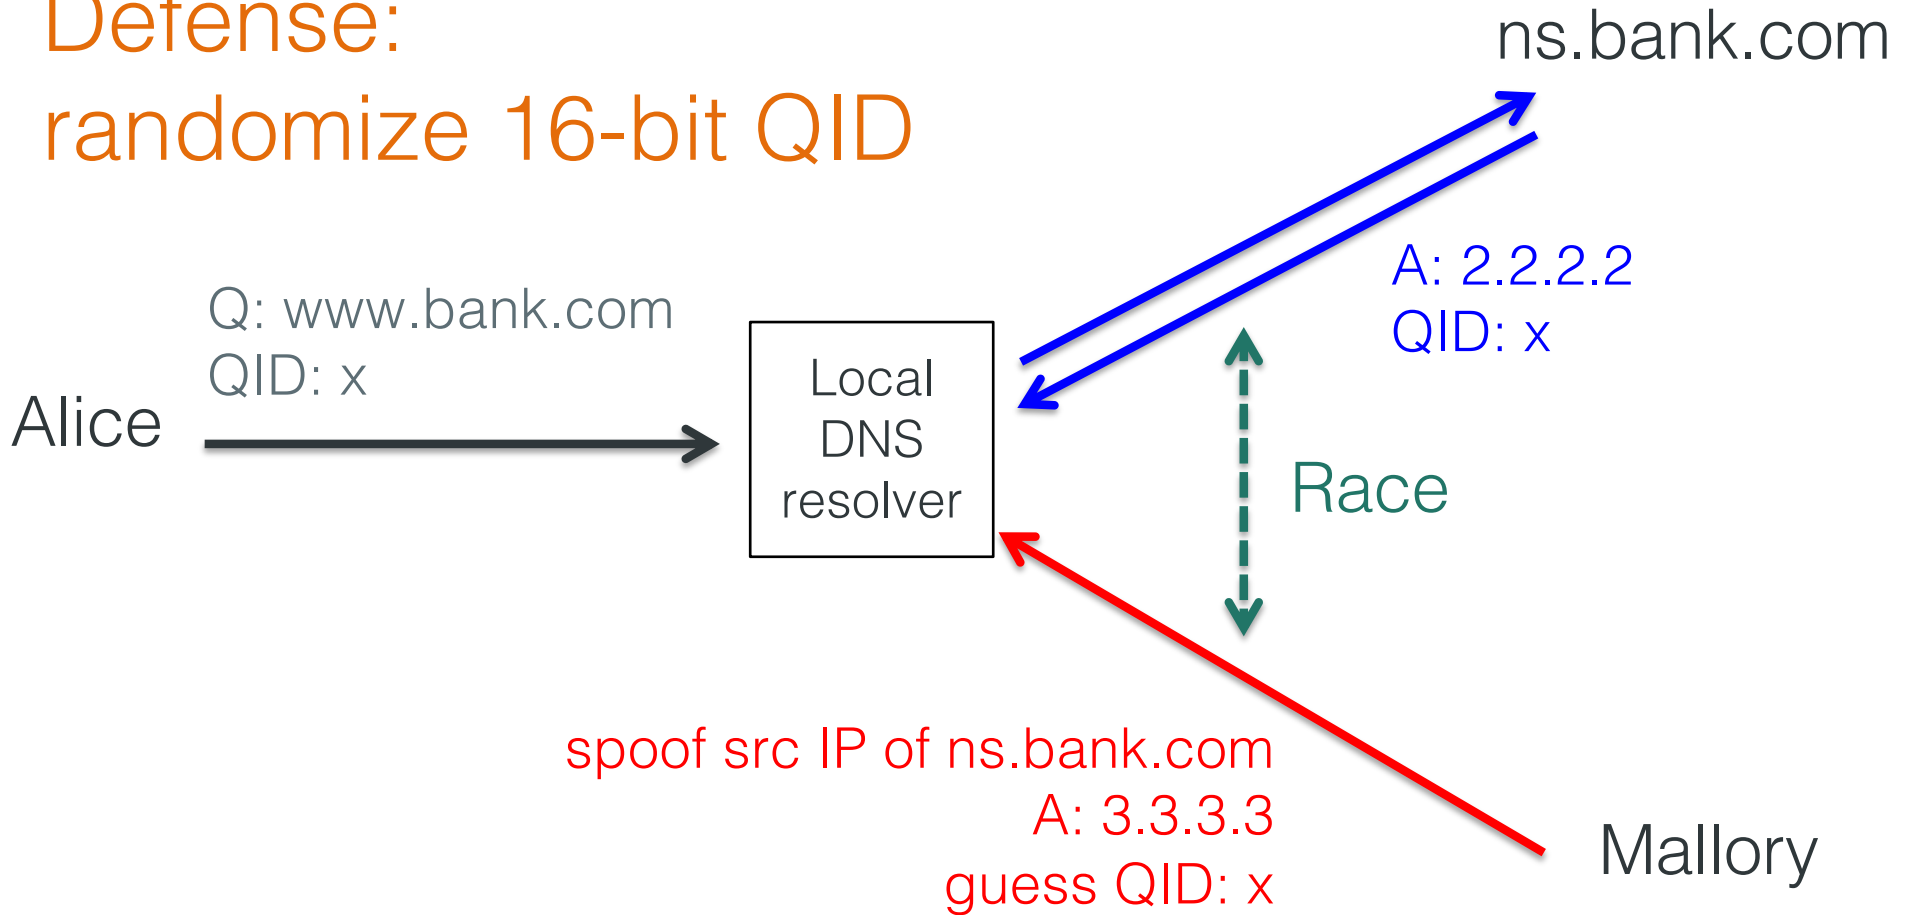 Defense:
randomize 16-bit QID
ns.bank.com
A: 2.2.2.2
QID: x
Q: www.bank.com
QID: x
Alice
Local
DNS
resolver
Race
spoof src IP of ns.bank.com
A: 3.3.3.3
guess QID: x
Mallory